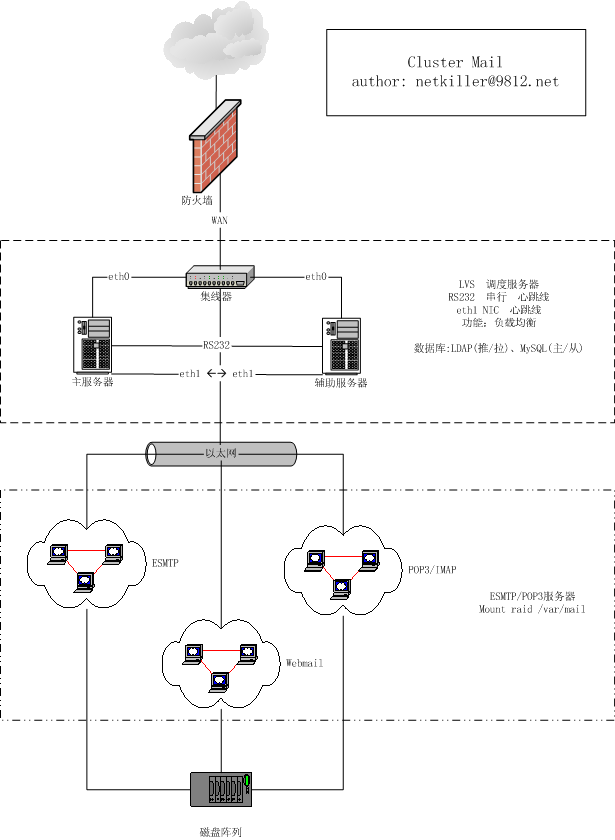 Cluster Mail
author: netkiller@9812.net
防火墙
WAN
eth0
eth0
集线器
LVS 调度服务器
RS232 串行 心跳线
eth1 NIC 心跳线
功能：负载均衡
数据库:LDAP(推/拉)、MySQL(主/从)
RS232
eth1
eth1
主服务器
辅助服务器
以太网
ESMTP
POP3/IMAP
ESMTP/POP3服务器
Mount raid /var/mail
Webmail
磁盘阵列